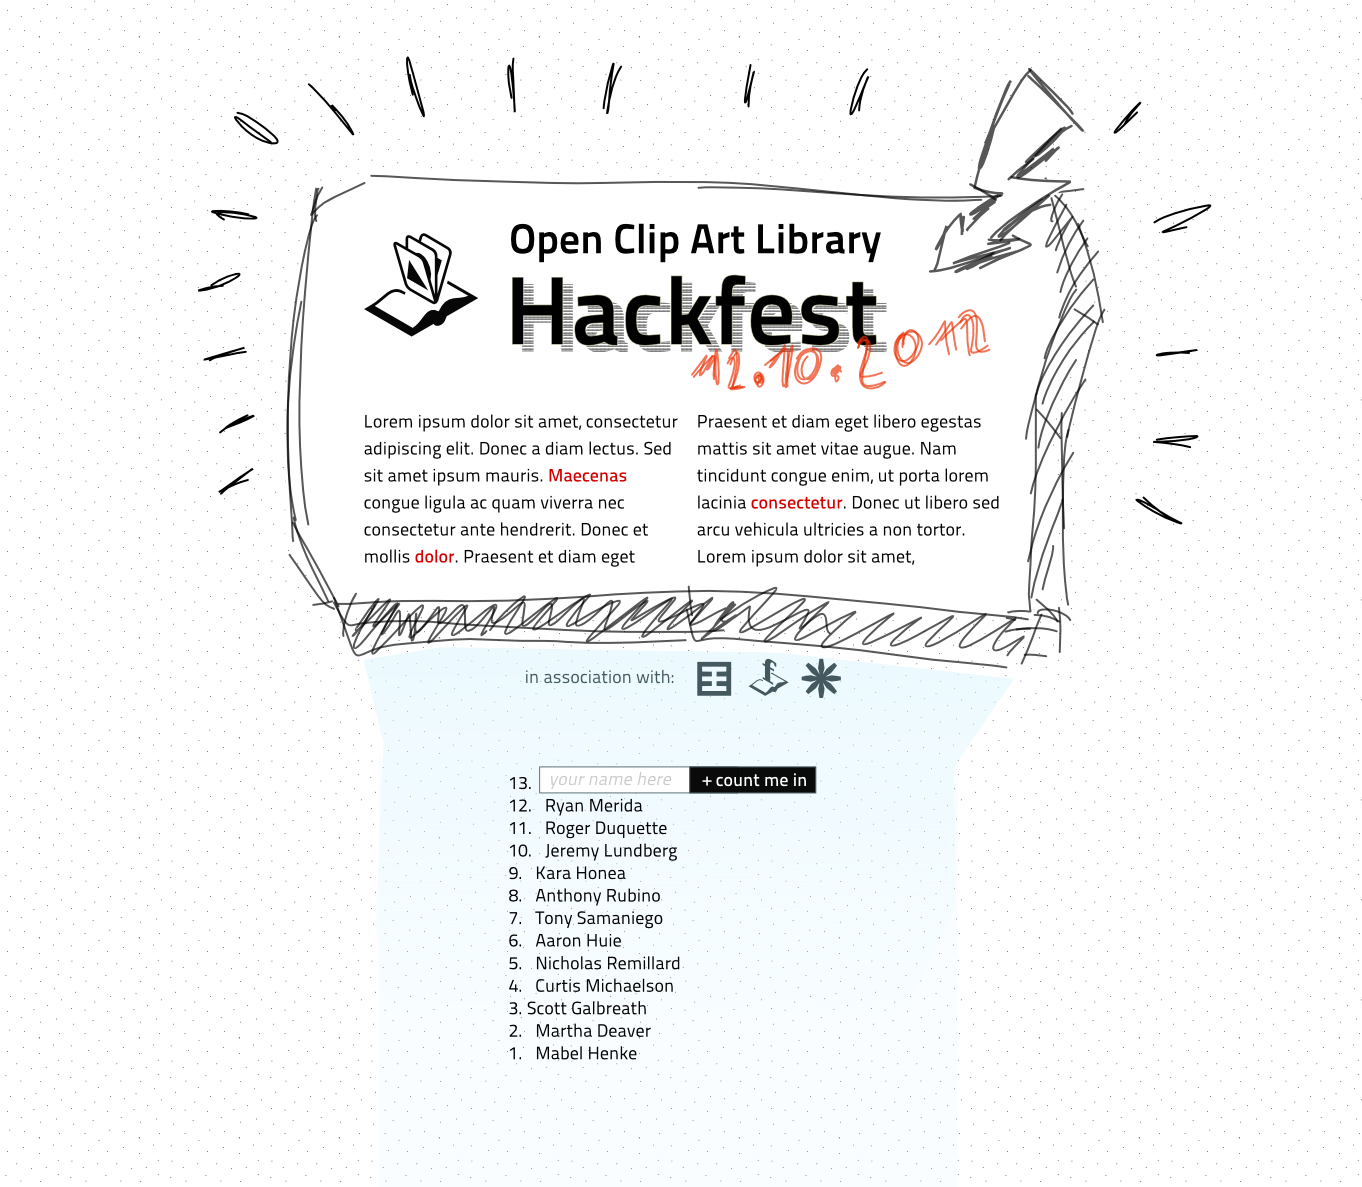 Open Clip Art Library
Hackfest
12.10.2012
Lorem ipsum dolor sit amet, consectetur
adipiscing elit. Donec a diam lectus. Sed
sit amet ipsum mauris. Maecenas
congue ligula ac quam viverra nec
consectetur ante hendrerit. Donec et
mollis dolor. Praesent et diam eget
Praesent et diam eget libero egestas
mattis sit amet vitae augue. Nam
tincidunt congue enim, ut porta lorem
lacinia consectetur. Donec ut libero sed
arcu vehicula ultricies a non tortor.
Lorem ipsum dolor sit amet,
in association with:
13. your name here + count me in
12. Ryan Merida
11. Roger Duquette
10. Jeremy Lundberg
9. Kara Honea
8. Anthony Rubino
7. Tony Samaniego
6. Aaron Huie
5. Nicholas Remillard
4. Curtis Michaelson
3. Scott Galbreath
2. Martha Deaver
1. Mabel Henke